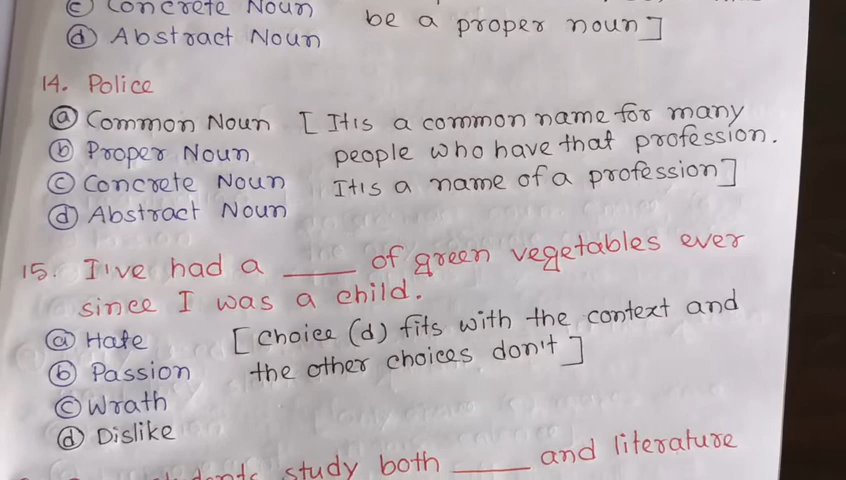 ⓒ Concrete Noun
ⓓ Abstract Noun
be a proper noun]
14. Police
ⓐ Common Noun [It is a common name for many
ⓑ Proper Noun people who have that profession.
ⓒ Concrete Noun It is a name of a profession]
ⓓ Abstract Noun
15. I've had a ____ of green vegetables ever
since I was a child.
ⓐ Hate [Choice (d) fits with the context and
ⓑ Passion the other choices don't]
ⓒ Wrath
ⓓ Dislike
study both ____ and literature